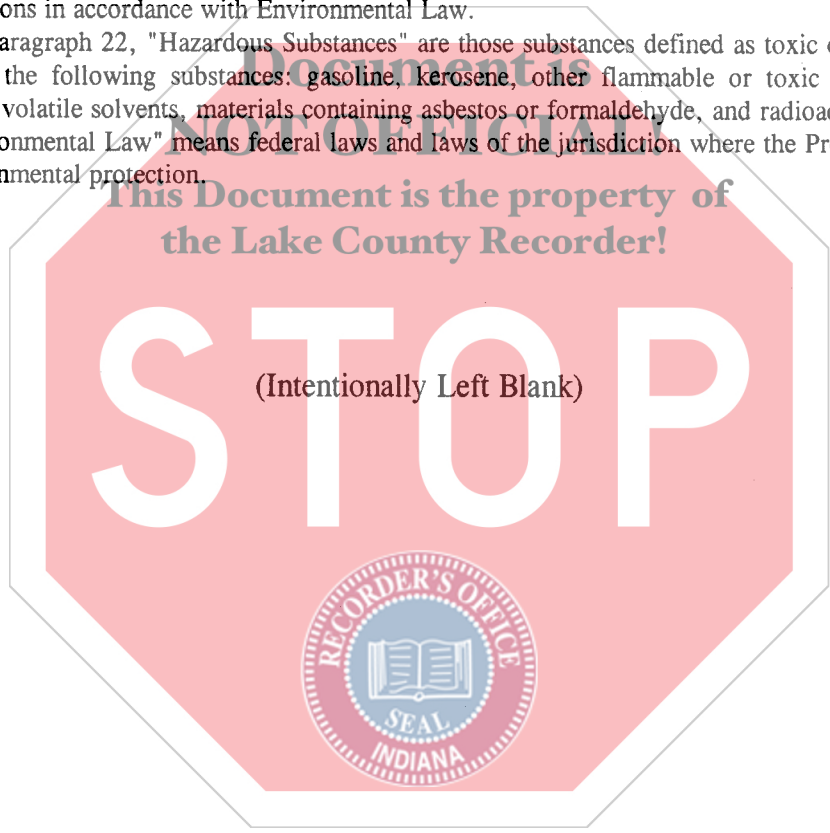 ons in accordance with Environmental Law.
aragraph 22, "Hazardous Substances" are those substances defined as toxic
the following substances: gasoline, kerosene, other flammable or toxic
volatile solvents, materials containing asbestos or formaldehyde, and radioac
onmental Law" means federal laws and laws of the jurisdiction where the Pr
nmental protection.
Document is
NOT OFFICIAL!
This Document is the property of
the Lake County Recorder!
(Intentionally Left Blank)
STOP
RECORDER'S OFFICE
SEAL
INDIANA